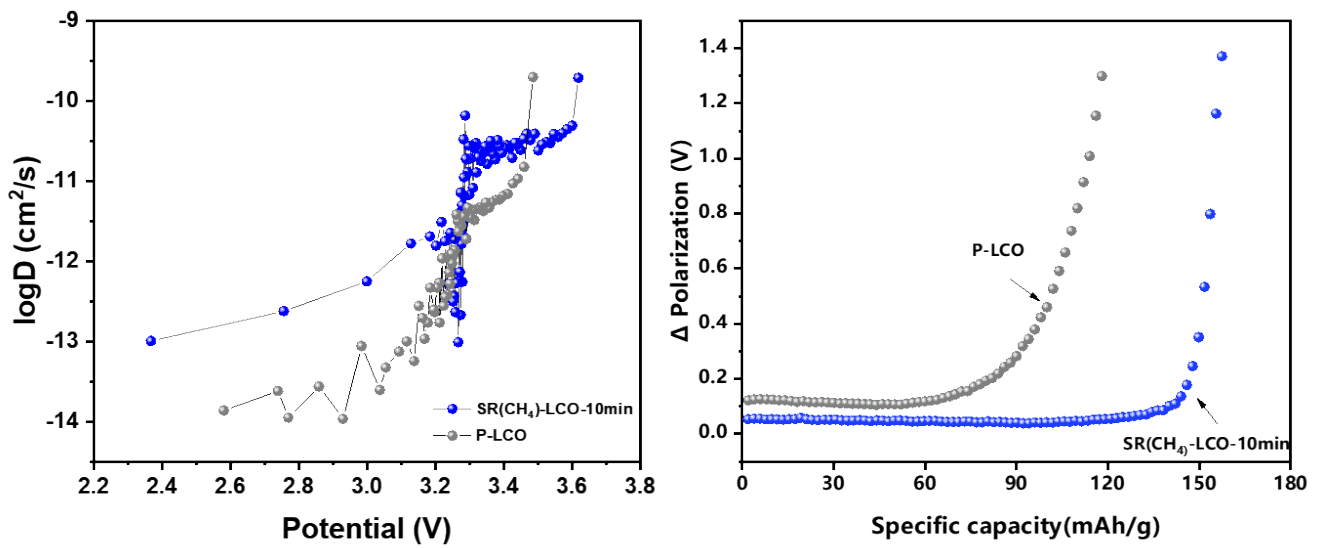 logD (cm²/s)
-9
-10
-11
-12
-13
-14
2.2 2.4 2.6 2.8 3.0 3.2 3.4 3.6 3.8
Potential (V)
SR(CH₄)-LCO-10min
P-LCO
Δ Polarization (V)
1.4
1.2
1.0
0.8
0.6
0.4
0.2
0.0
0 30 60 90 120 150 180
Specific capacity(mAh/g)
P-LCO
SR(CH₄)-LCO-10min